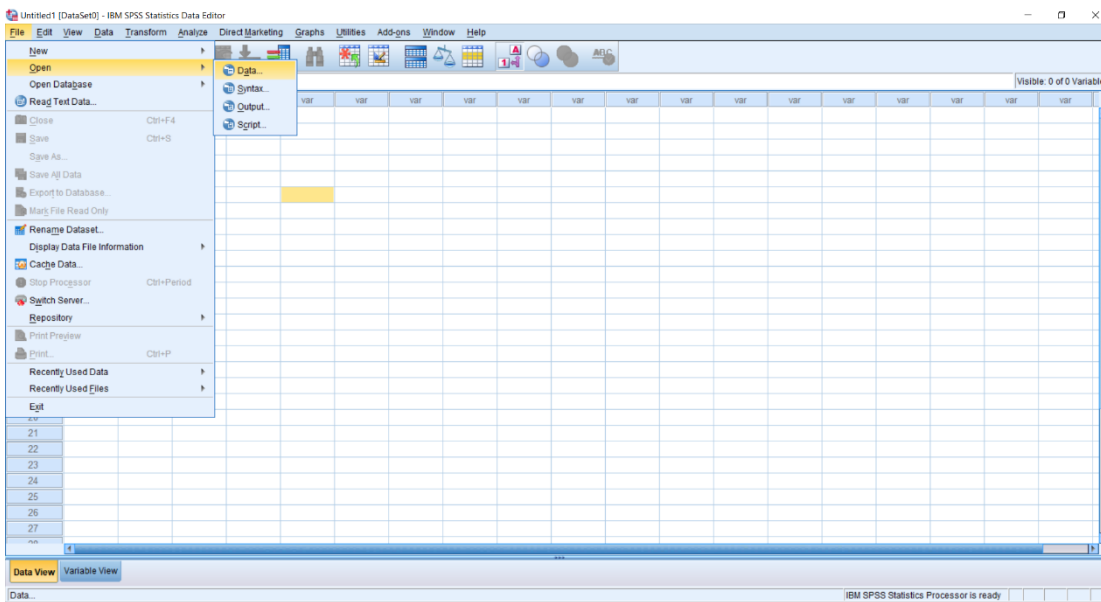 Untitled1 [DataSet0] - IBM SPSS Statistics Data Editor
File Edit View Data Transform Analyze Direct Marketing Graphs Utilities Add-ons Window Help
New
Open
Open Database
Read Text Data...
Close Ctrl+F4
Save Ctrl+S
Save As...
Save All Data
Export to Database...
Mark File Read Only
Rename Dataset...
Display Data File Information
Cache Data...
Stop Processor Ctrl+Period
Switch Server...
Repository
Print Preview
Print... Ctrl+P
Recently Used Data
Recently Used Files
Exit
Data...
Syntax...
Output...
Script...
A
1 a
ABC
Visible: 0 of 0 Variabl
var var var var var var var var var var var var var var var
21
22
23
24
25
26
27
Data View Variable View
Data... IBM SPSS Statistics Processor is ready